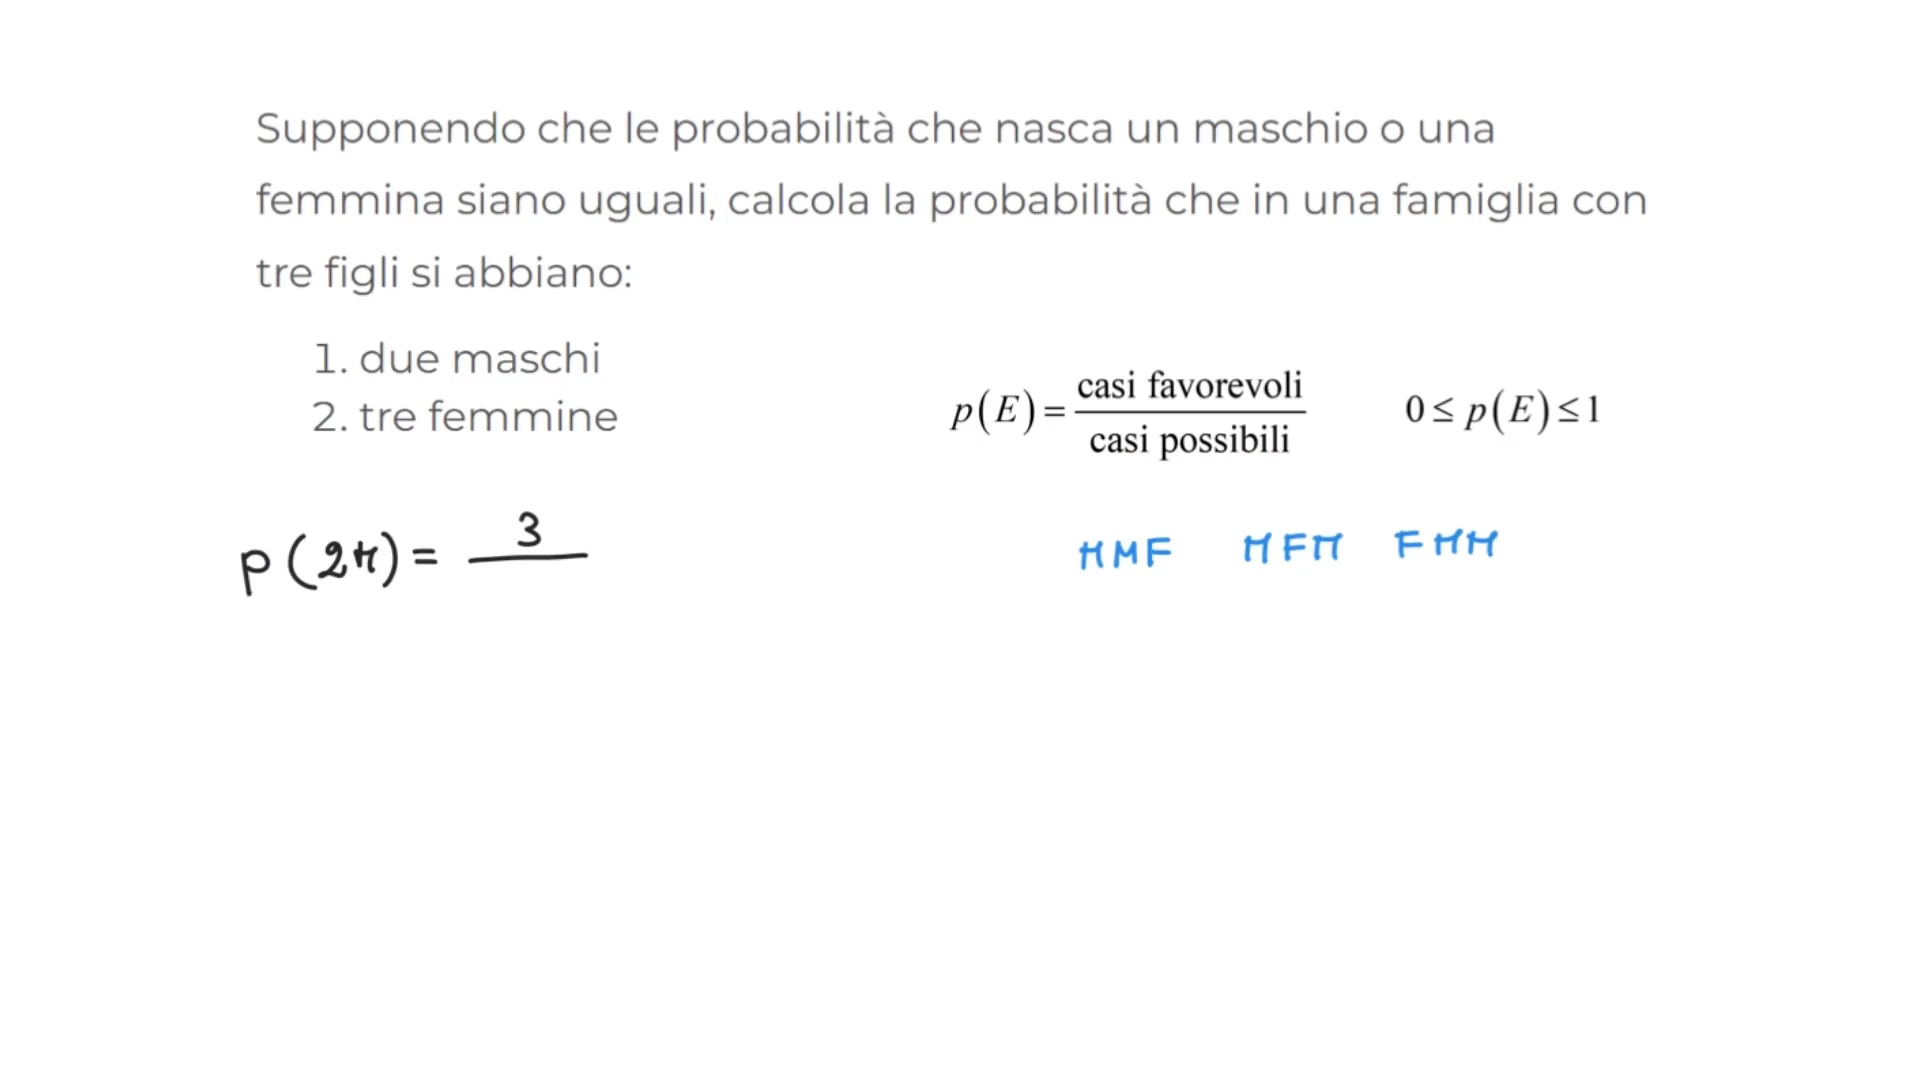 Supponendo che le probabilità che nasca un maschio o una
femmina siano uguali, calcola la probabilità che in una famiglia con
tre figli si abbiano:
1. due maschi
2. tre femmine
p(E) = casi favorevoli / casi possibili 0 ≤ p(E) ≤ 1
p(2M) = 3 /
MMF MFM FMM